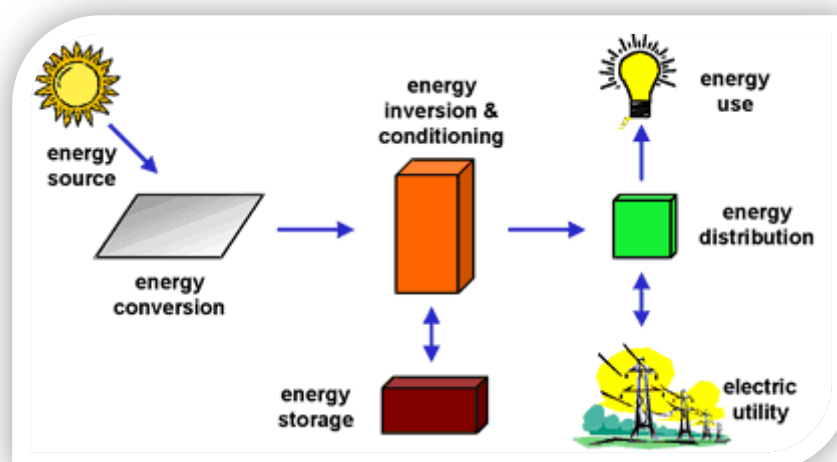 energy
source
energy
conversion
energy
inversion &
conditioning
energy
storage
energy
use
energy
distribution
electric
utility